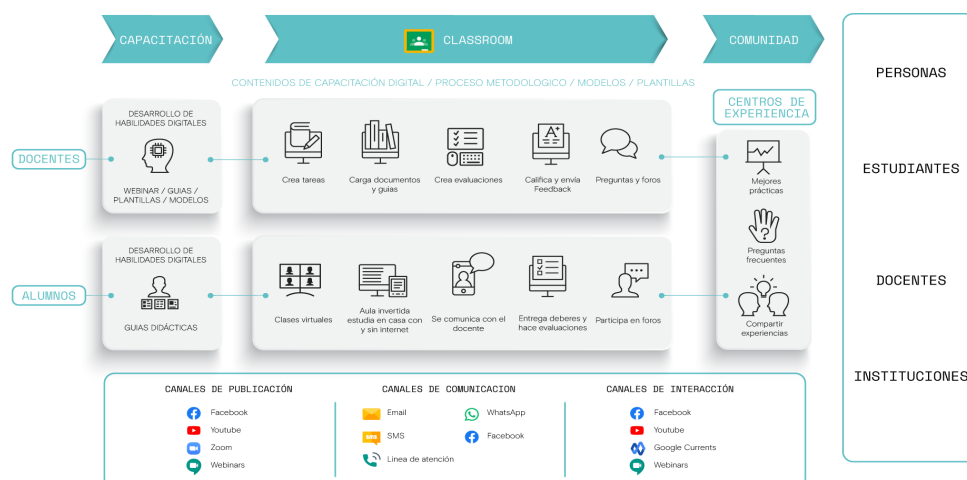 CAPACITACIÓN
CLASSROOM
COMUNIDAD
CONTENIDOS DE CAPACITACIÓN DIGITAL / PROCESO METODOLOGICO / MODELOS / PLANTILLAS
CENTROS DE
EXPERIENCIA
DOCENTES
DESARROLLO DE
HABILIDADES DIGITALES
WEBINAR / GUIAS /
PLANTILLAS / MODELOS
Crea tareas
Carga documentos
y guias
Crea evaluaciones
A+
Califica y envía
Feedback
Preguntas y foros
Mejores
prácticas
?
Preguntas
frecuentes
Compartir
experiencias
ALUMNOS
DESARROLLO DE
HABILIDADES DIGITALES
GUIAS DIDÁCTICAS
Clases virtuales
Aula invertida
estudia en casa con
y sin internet
Se comunica con el
docente
Entrega deberes y
hace evaluaciones
Participa en foros
CANALES DE PUBLICACIÓN
Facebook
Youtube
Zoom
Webinars
CANALES DE COMUNICACION
Email
SMS
SMS
Linea de atención
WhatsApp
Facebook
CANALES DE INTERACCIÓN
Facebook
Youtube
Google Currents
Webinars
PERSONAS
ESTUDIANTES
DOCENTES
INSTITUCIONES